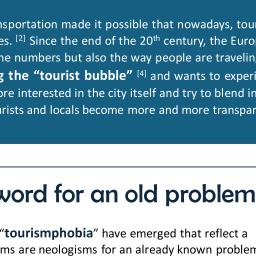 nsportation made it possible that nowadays, tour
es. [2] Since the end of the 20th century, the Euro
he numbers but also the way people are travelin
g the “tourist bubble” [4] and wants to experi
ore interested in the city itself and try to blend in
urists and locals become more and more transpar
word for an old problem
“tourismphobia” have emerged that reflect a
ms are neologisms for an already known problem